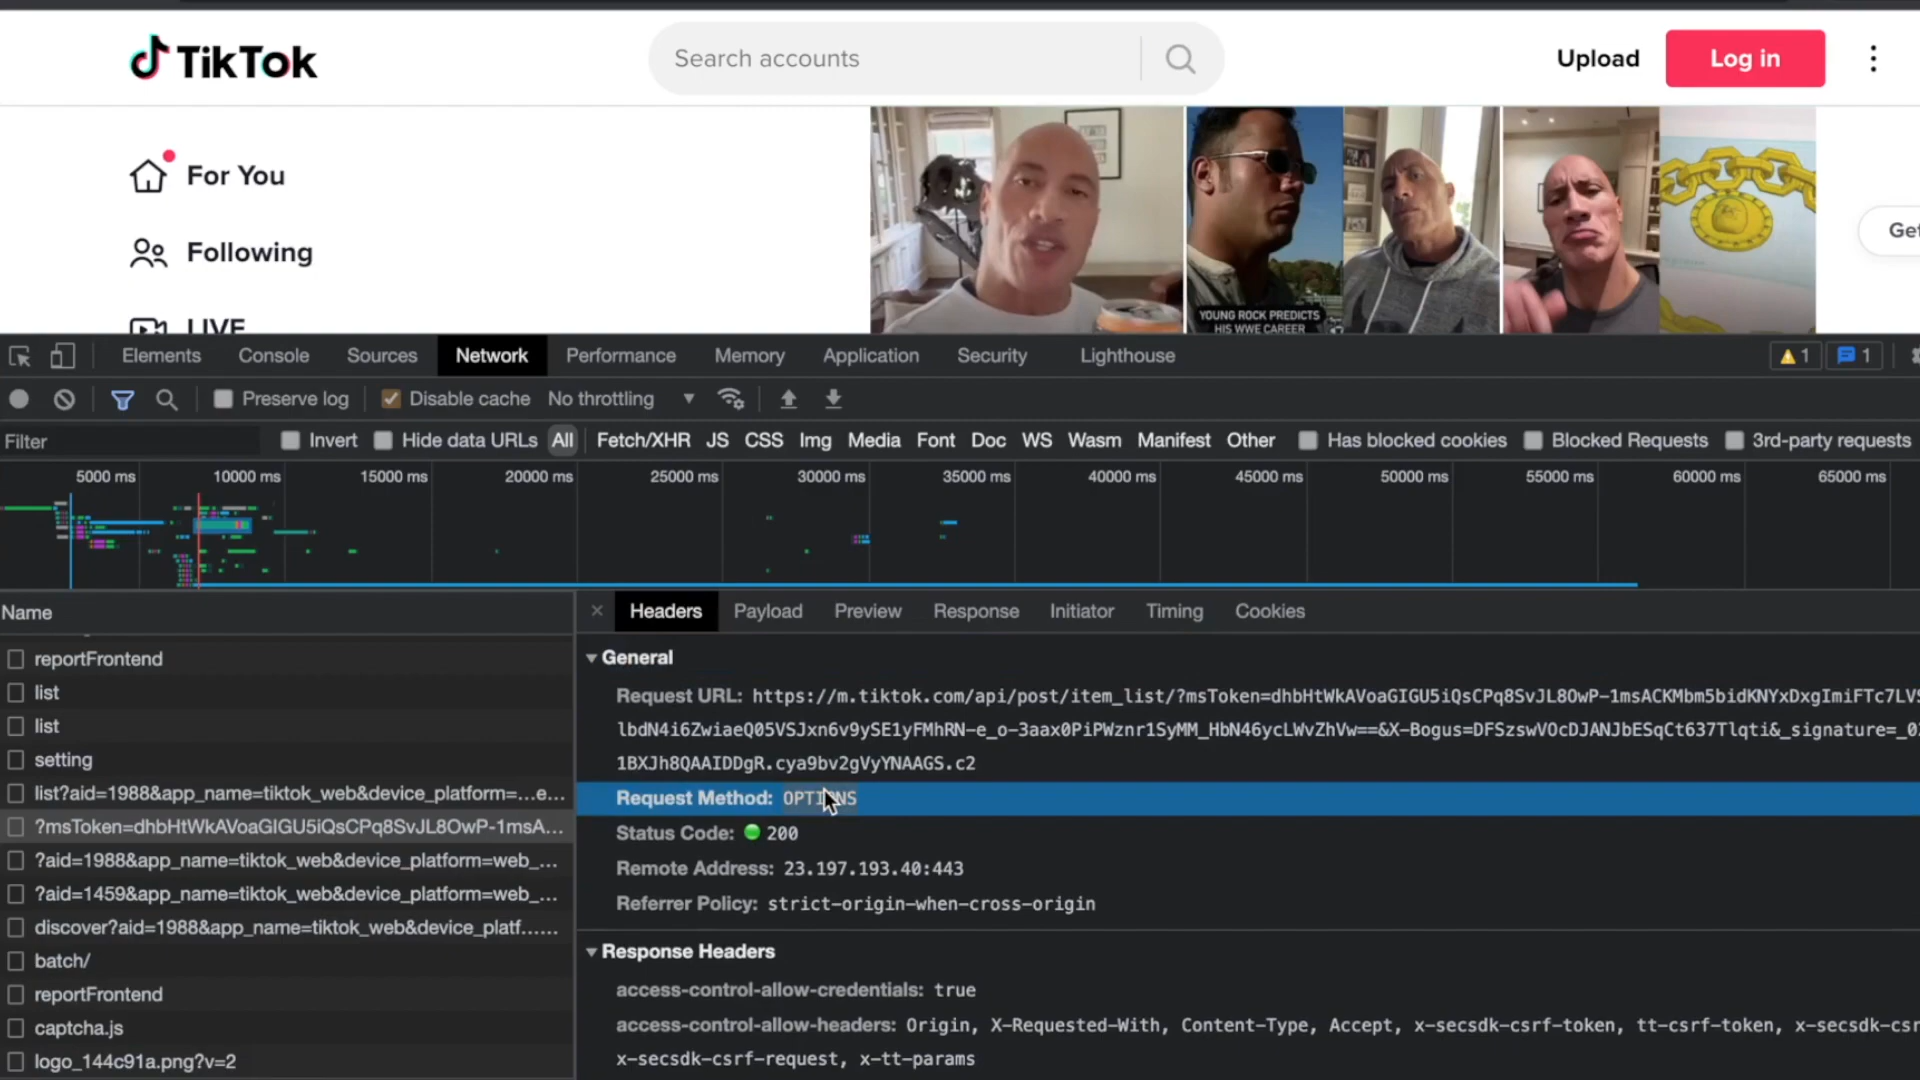 TikTok
Search accounts
Upload
Log in
For You
Following
LIVE
YOUNG ROCK PREDICTS
HIS WWE CAREER
Get
Elements Console Sources Network Performance Memory Application Security Lighthouse 1 1
Preserve log Disable cache No throttling
Filter Invert Hide data URLs All Fetch/XHR JS CSS Img Media Font Doc WS Wasm Manifest Other Has blocked cookies Blocked Requests 3rd-party requests
5000 ms 10000 ms 15000 ms 20000 ms 25000 ms 30000 ms 35000 ms 40000 ms 45000 ms 50000 ms 55000 ms 60000 ms 65000 ms
Name
reportFrontend
list
list
setting
list?aid=1988&app_name=tiktok_web&device_platform=...e...
?msToken=dhbHtWkAVoaGIGU5iQsCPq8SvJL8OwP-1msA...
?aid=1988&app_name=tiktok_web&device_platform=web_...
?aid=1459&app_name=tiktok_web&device_platform=web_...
discover?aid=1988&app_name=tiktok_web&device_platf......
batch/
reportFrontend
captcha.js
logo_144c91a.png?v=2
Headers Payload Preview Response Initiator Timing Cookies
General
Request URL: https://m.tiktok.com/api/post/item_list/?msToken=dhbHtWkAVoaGIGU5iQsCPq8SvJL8OwP-1msACKMbm5bidKNYxDxgImiFTc7LVS
lbdN4i6ZwiaeQ05VSJxn6v9ySE1yFMhRN-e_o-3aax0PiPWznr1SyMM_HbN46ycLWvZhVw==&X-Bogus=DFSzswVOcDJANJbESqCt637Tlqti&_signature=_0
1BXJh8QAAIDDgR.cya9bv2gVyYNAAGS.c2
Request Method: OPTIONS
Status Code: 200
Remote Address: 23.197.193.40:443
Referrer Policy: strict-origin-when-cross-origin
Response Headers
access-control-allow-credentials: true
access-control-allow-headers: Origin, X-Requested-With, Content-Type, Accept, x-secsdk-csrf-token, tt-csrf-token, x-secsdk-csr
x-secsdk-csrf-request, x-tt-params